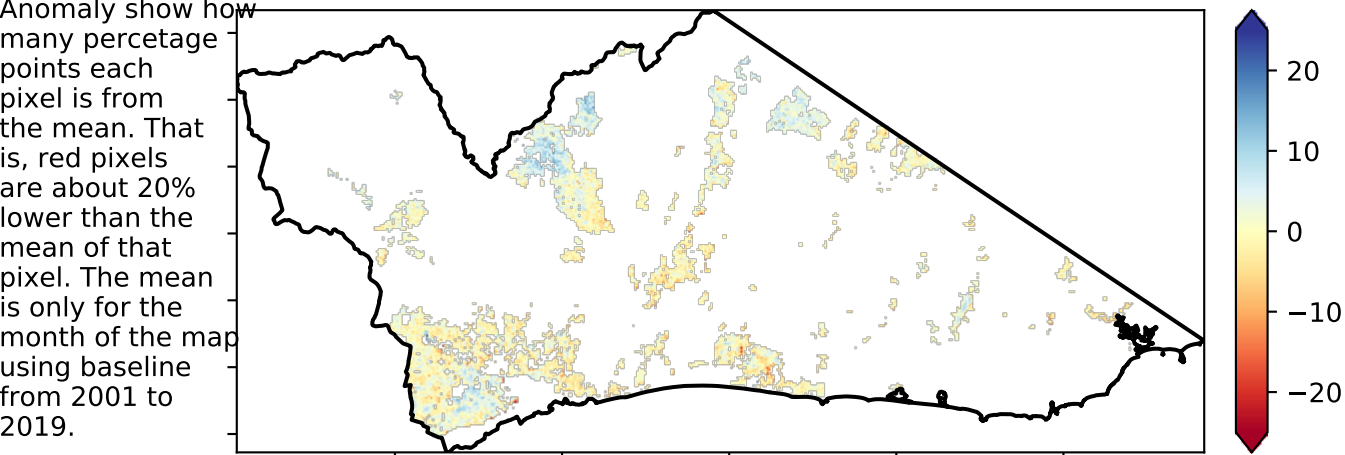 Anomaly show how
many percetage
points each
pixel is from
the mean. That
is, red pixels
are about 20%
lower than the
mean of that
pixel. The mean
is only for the
month of the map
using baseline
from 2001 to
2019.
20
10
0
−10
−20